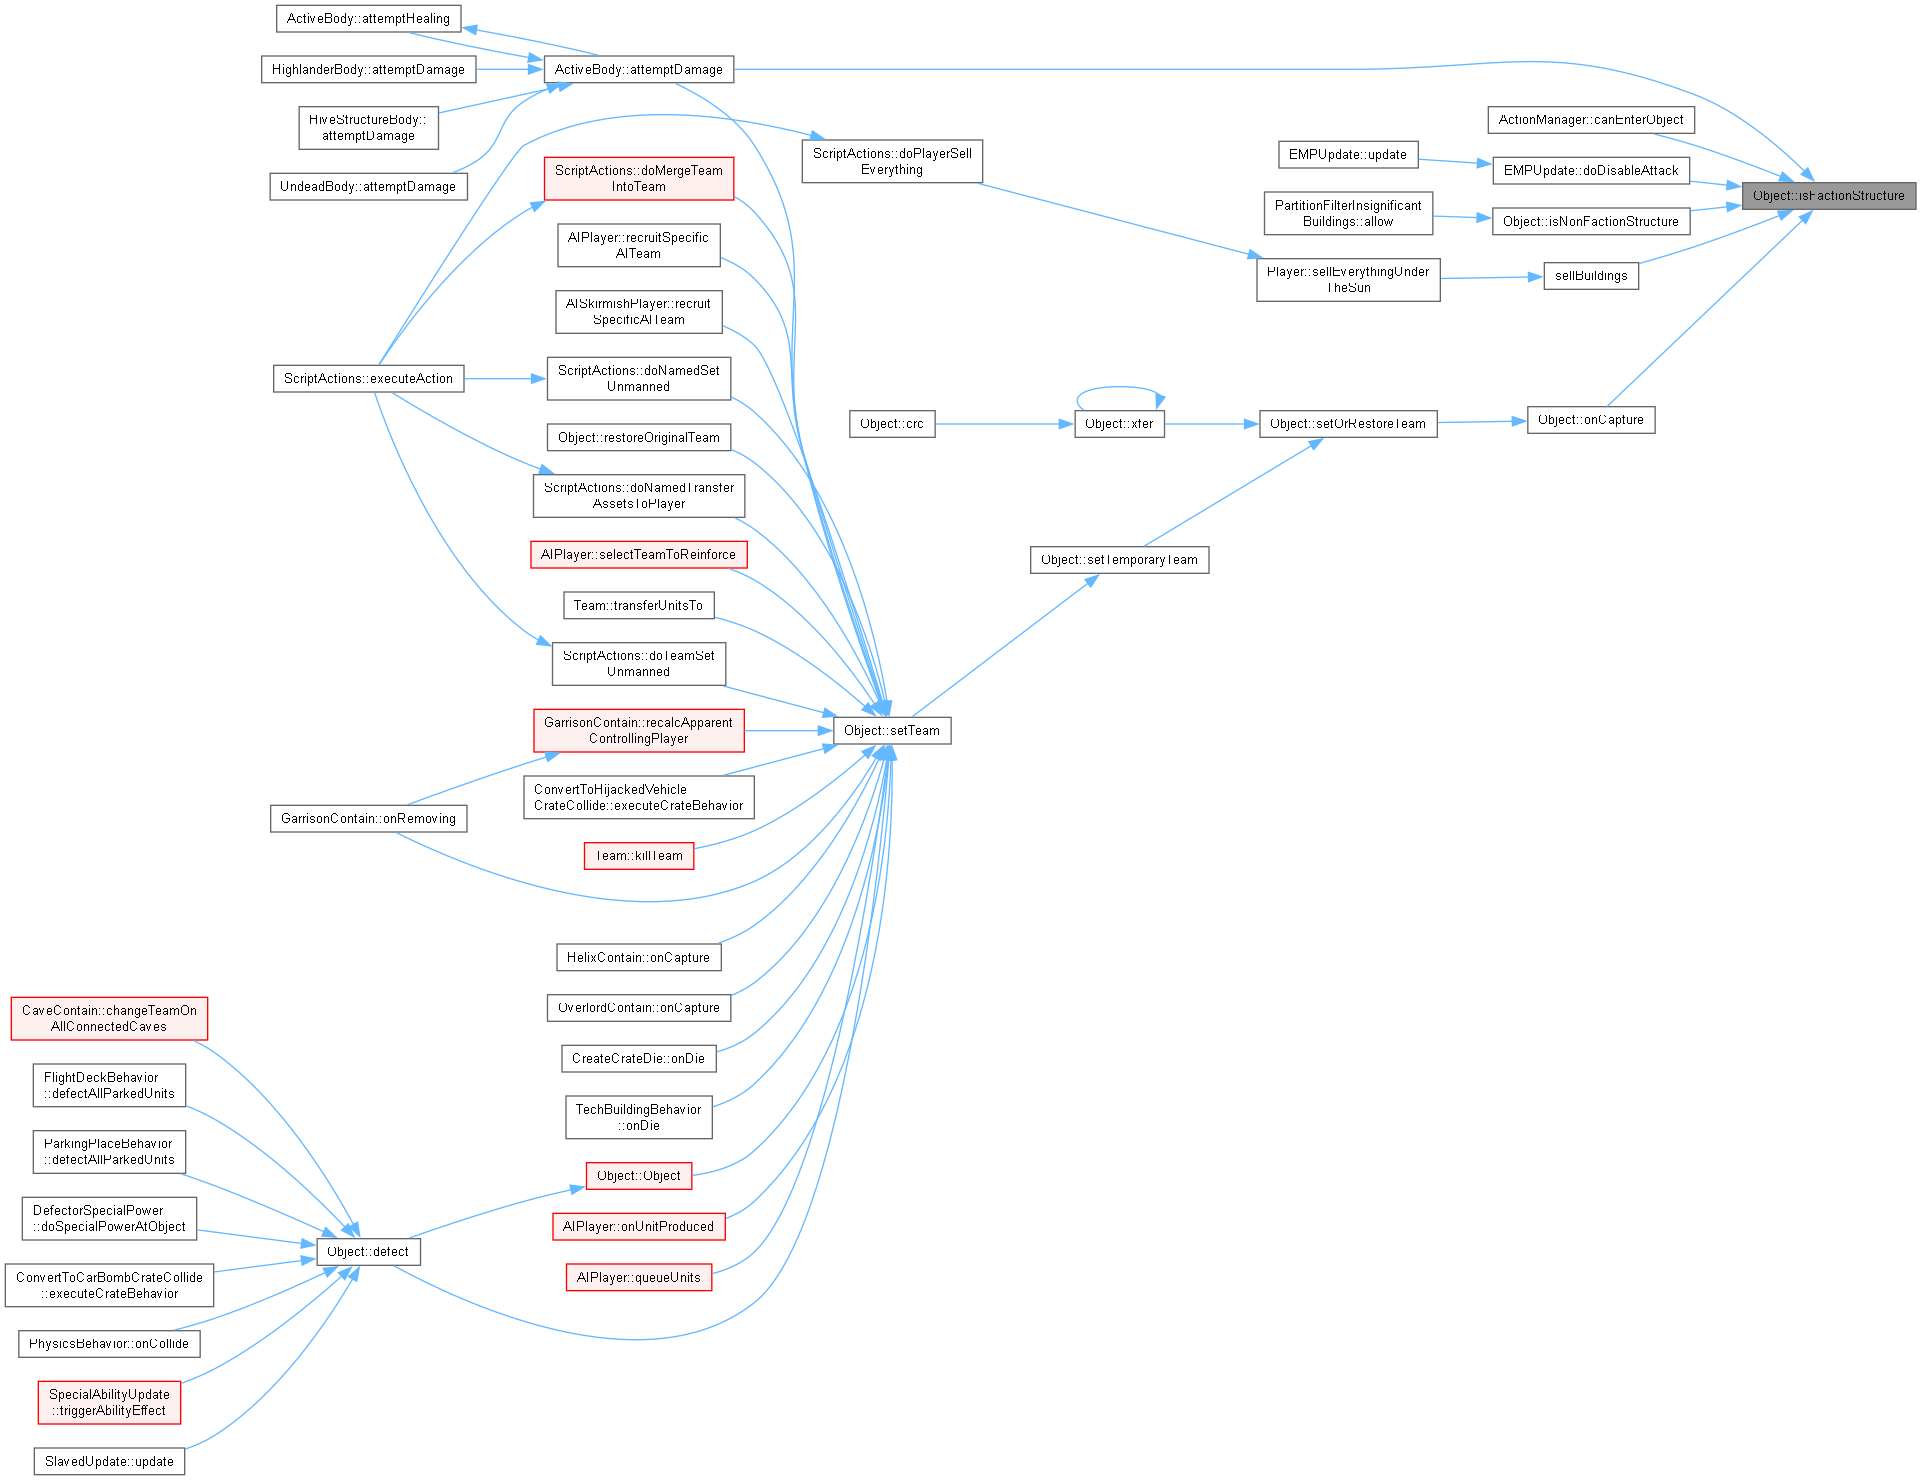 ActiveBody::attemptHealing
HighlanderBody::attemptDamage
ActiveBody::attemptDamage
HiveStructureBody::
attemptDamage
UndeadBody::attemptDamage
ScriptActions::doMergeTeam
IntoTeam
ScriptActions::doPlayerSell
Everything
ActionManager::canEnterObject
EMPUpdate::update
EMPUpdate::doDisableAttack
Object::isFactionStructure
PartitionFilterInsignificant
Buildings::allow
Object::isNonFactionStructure
AIPlayer::recruitSpecific
AITeam
Player::sellEverythingUnder
TheSun
sellBuildings
AISkirmishPlayer::recruit
SpecificAITeam
ScriptActions::executeAction
ScriptActions::doNamedSet
Unmanned
Object::restoreOriginalTeam
Object::crc
Object::xfer
Object::setOrRestoreTeam
Object::onCapture
ScriptActions::doNamedTransfer
AssetsToPlayer
AIPlayer::selectTeamToReinforce
Object::setTemporaryTeam
Team::transferUnitsTo
ScriptActions::doTeamSet
Unmanned
GarrisonContain::recalcApparent
ControllingPlayer
Object::setTeam
ConvertToHijackedVehicle
CrateCollide::executeCrateBehavior
GarrisonContain::onRemoving
Team::killTeam
HelixContain::onCapture
OverlordContain::onCapture
CaveContain::changeTeamOn
AllConnectedCaves
CreateCrateDie::onDie
FlightDeckBehavior
::defectAllParkedUnits
TechBuildingBehavior
::onDie
ParkingPlaceBehavior
::defectAllParkedUnits
Object::Object
DefectorSpecialPower
::doSpecialPowerAtObject
AIPlayer::onUnitProduced
Object::defect
ConvertToCarBombCrateCollide
::executeCrateBehavior
AIPlayer::queueUnits
PhysicsBehavior::onCollide
SpecialAbilityUpdate
::triggerAbilityEffect
SlavedUpdate::update